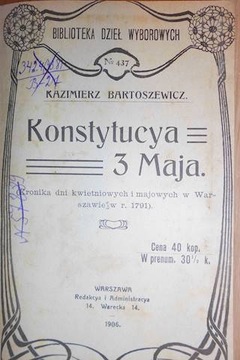 BIBLIOTEKA DZIEŁ WYBOROWYCH
№ 437
KAZIMIERZ BARTOSZEWICZ.
Konstytucya
3 Maja.
(Kronika dni kwietniowych i majowych w War-
szawie w r. 1791).
Cena 40 kop.
W prenum. 30½ k.
WARSZAWA
Redakcya i Administracya
14. Warecka 14.
1906.